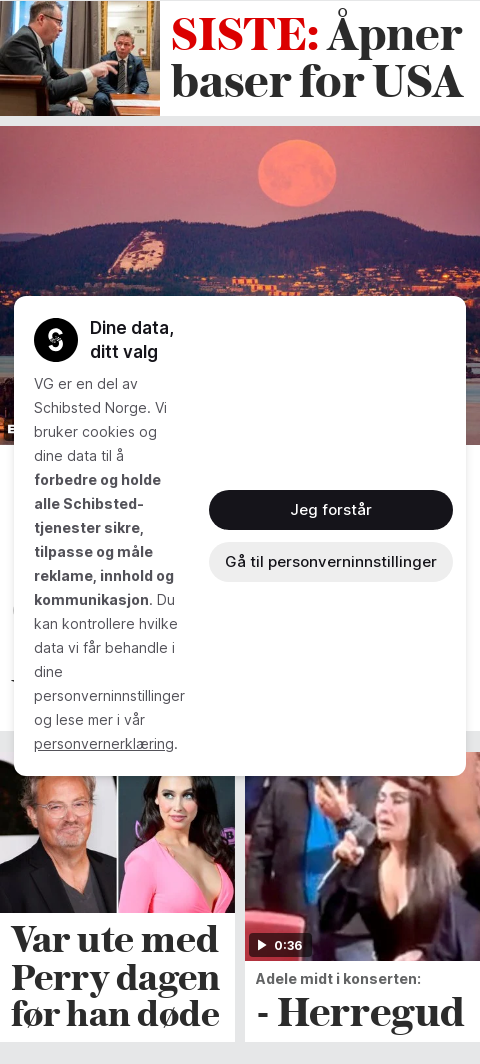 SISTE: Åpner
baser for USA
Dine data,
ditt valg
VG er en del av
Schibsted Norge. Vi
bruker cookies og
dine data til å
forbedre og holde
alle Schibsted-
tjenester sikre,
tilpasse og måle
reklame, innhold og
kommunikasjon. Du
kan kontrollere hvilke
data vi får behandle i
dine
personverninnstillinger
og lese mer i vår
personvernerklæring.
Jeg forstår
Gå til personverninnstillinger
Var ute med
Perry dagen
før han døde
0:36
Adele midt i konserten:
- Herregud